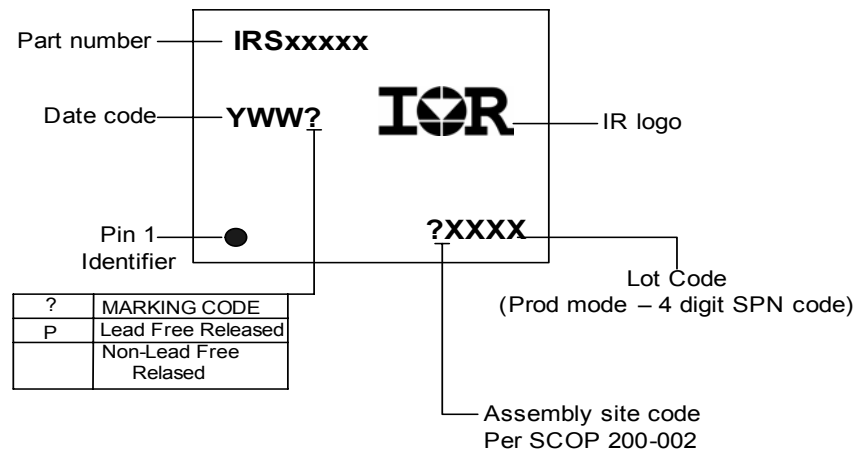 Part number
IRSxxxxx
Date code
YWW?
IOR
IR logo
Pin 1
Identifier
?XXXX
Lot Code
(Prod mode – 4 digit SPN code)
? MARKING CODE
P Lead Free Released
Non-Lead Free
Relased
Assembly site code
Per SCOP 200-002